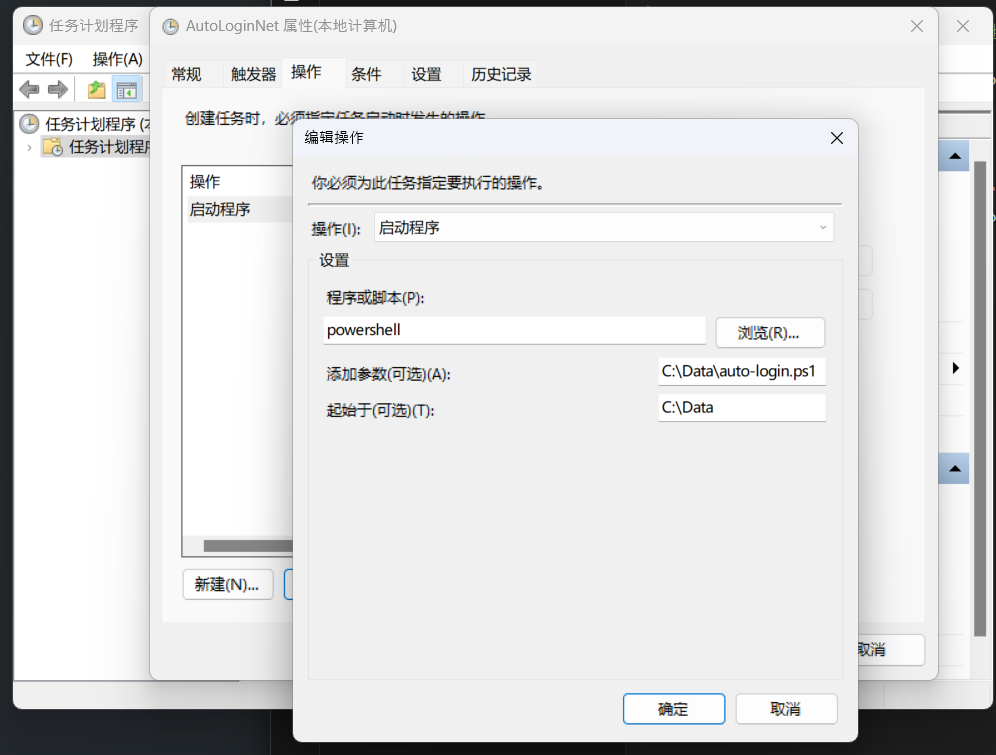 任务计划程序
文件(F) 操作(A)
任务计划程序 (本
任务计划程序
AutoLoginNet 属性(本地计算机)
常规 触发器 操作 条件 设置 历史记录
创建任务时，必须指定任务启动时发生的操作
操作
启动程序
新建(N)...
取消
编辑操作
你必须为此任务指定要执行的操作。
操作(I): 启动程序
设置
程序或脚本(P):
powershell 浏览(R)...
添加参数(可选)(A): C:\Data\auto-login.ps1
起始于(可选)(T): C:\Data
确定 取消